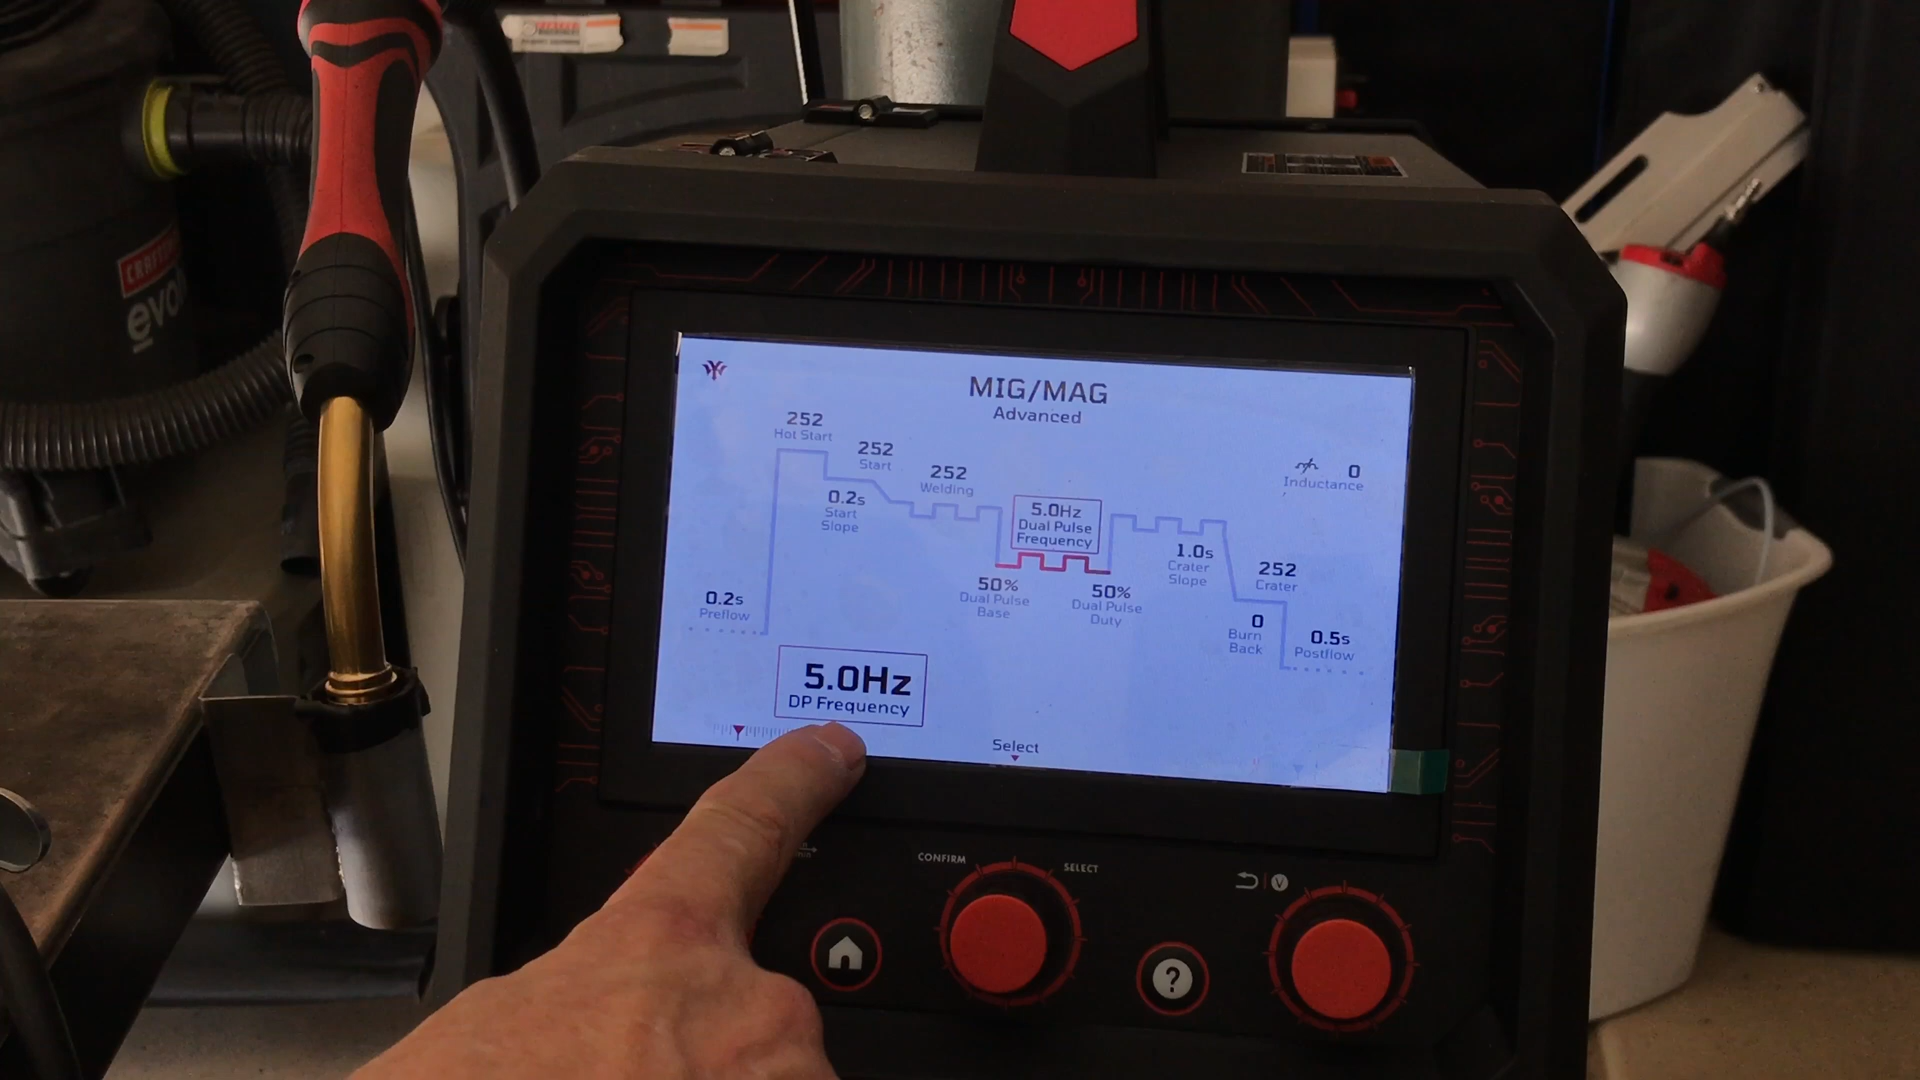 CRAFTSMAN
evo
MIG/MAG
Advanced
252
Hot Start
252
Start
252
Welding
0
Inductance
0.2s
Start
Slope
5.0Hz
Dual Pulse
Frequency
1.0s
Crater
Slope
252
Crater
50%
Dual Pulse
Base
50%
Dual Pulse
Duty
0.2s
Preflow
0
Burn
Back
0.5s
Postflow
5.0Hz
DP Frequency
Select
CONFIRM
SELECT
V
?